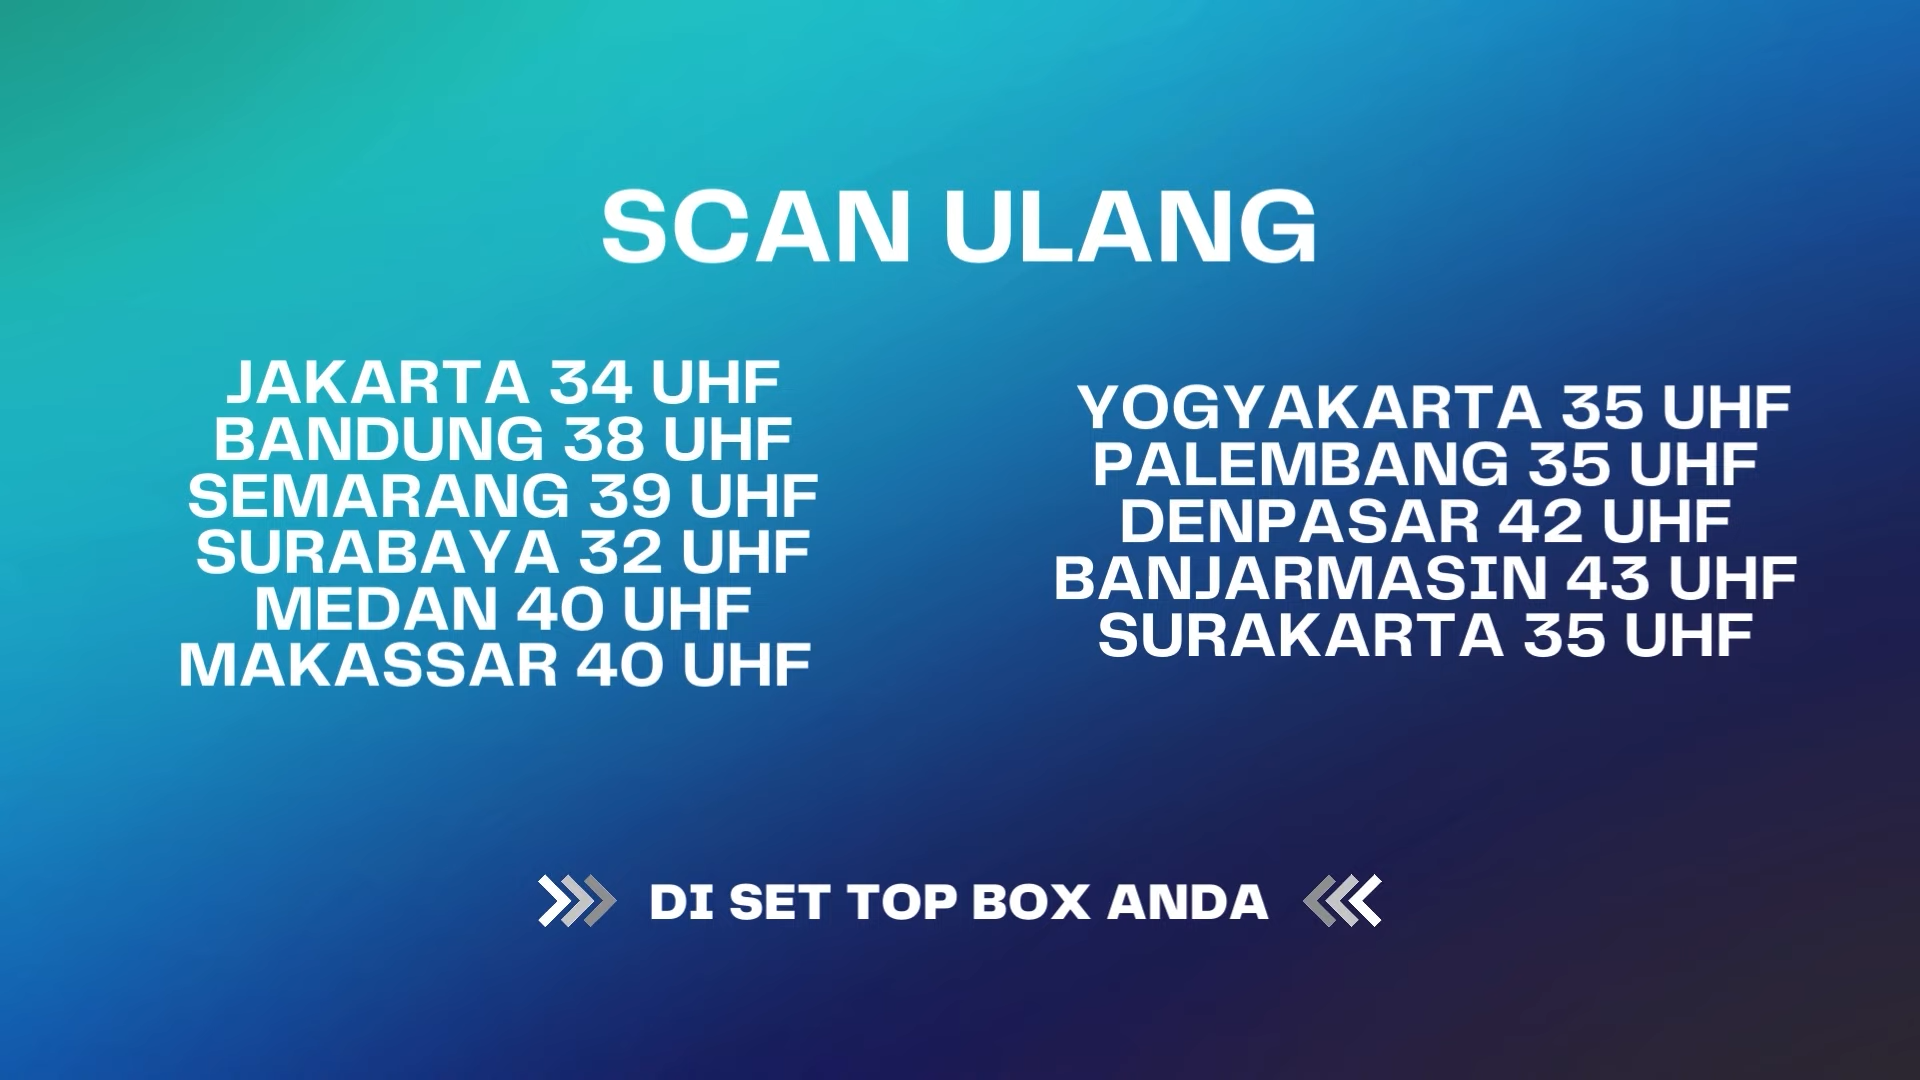 SCAN ULANG
JAKARTA 34 UHF
BANDUNG 38 UHF
SEMARANG 39 UHF
SURABAYA 32 UHF
MEDAN 40 UHF
MAKASSAR 40 UHF
YOGYAKARTA 35 UHF
PALEMBANG 35 UHF
DENPASAR 42 UHF
BANJARMASIN 43 UHF
SURAKARTA 35 UHF
DI SET TOP BOX ANDA